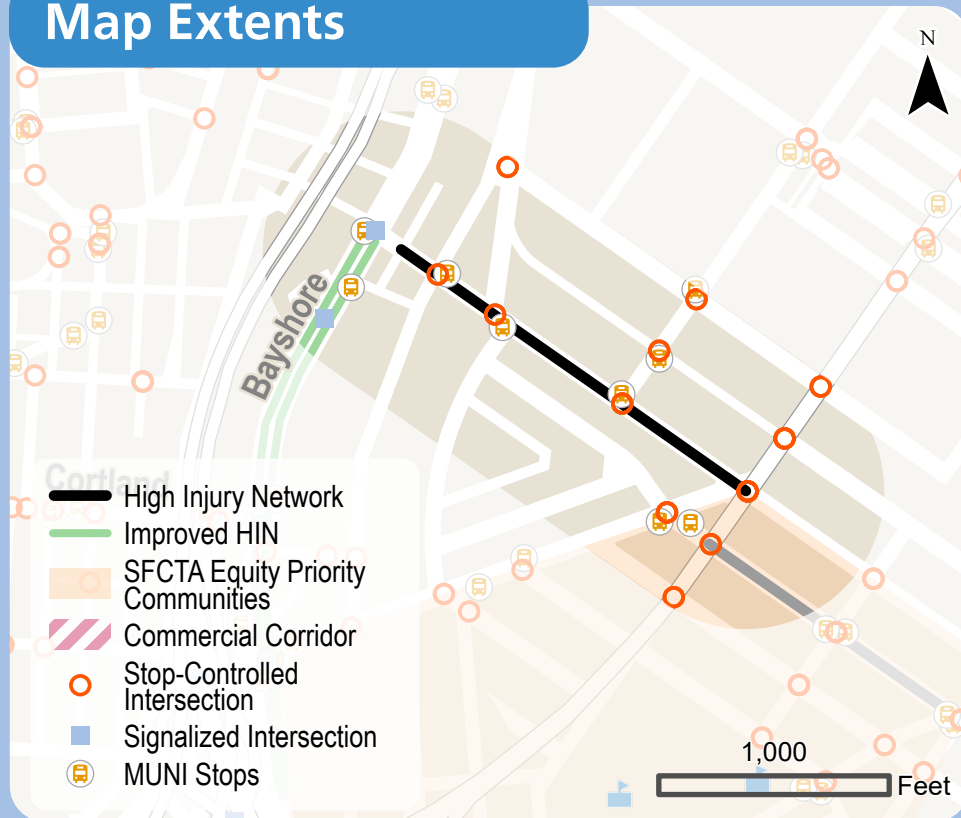 Map Extents
N
Bayshore
Cortland
High Injury Network
Improved HIN
SFCTA Equity Priority
Communities
Commercial Corridor
Stop-Controlled
Intersection
Signalized Intersection
MUNI Stops
1,000
Feet